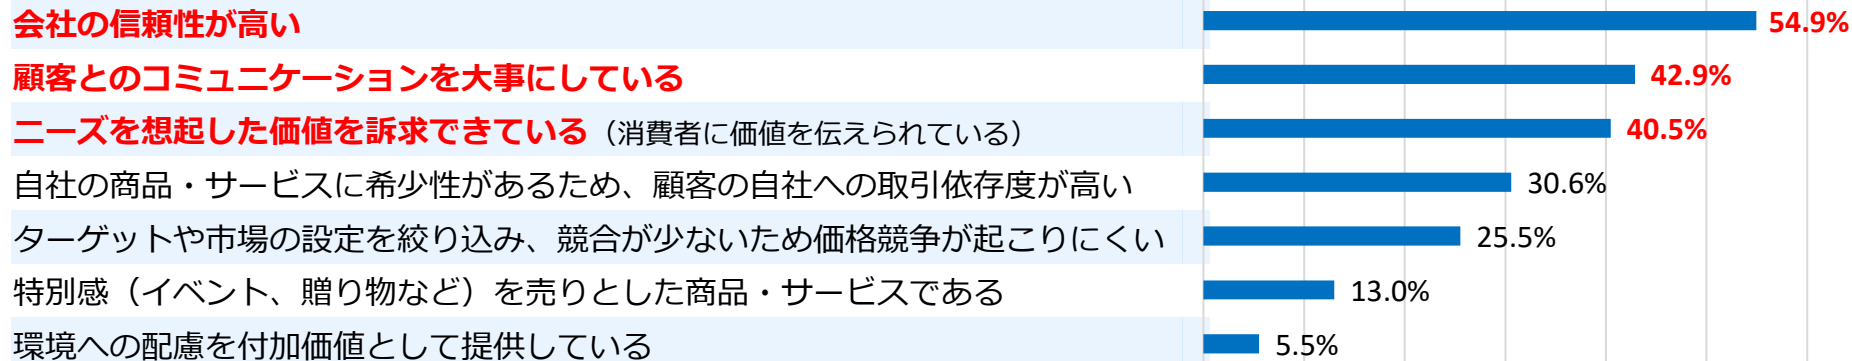 会社の信頼性が高い 54.9%
顧客とのコミュニケーションを大事にしている 42.9%
ニーズを想起した価値を訴求できている（消費者に価値を伝えられている） 40.5%
自社の商品・サービスに希少性があるため、顧客の自社への取引依存度が高い 30.6%
ターゲットや市場の設定を絞り込み、競合が少ないため価格競争が起こりにくい 25.5%
特別感（イベント、贈り物など）を売りとした商品・サービスである 13.0%
環境への配慮を付加価値として提供している 5.5%